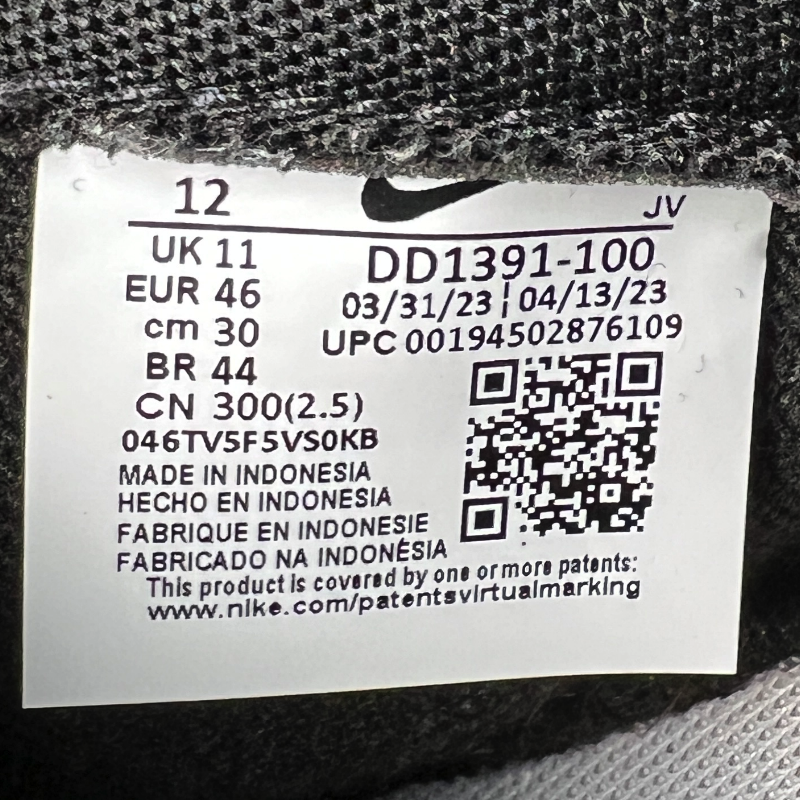 12
JV
UK 11
DD1391-100
EUR 46
03/31/23 ¦ 04/13/23
cm 30
UPC 00194502876109
BR 44
CN 300(2.5)
046TV5F5VS0KB
MADE IN INDONESIA
HECHO EN INDONESIA
FABRIQUE EN INDONESIE
FABRICADO NA INDONÉSIA
This product is covered by one or more patents:
www.nike.com/patentsvirtualmarking